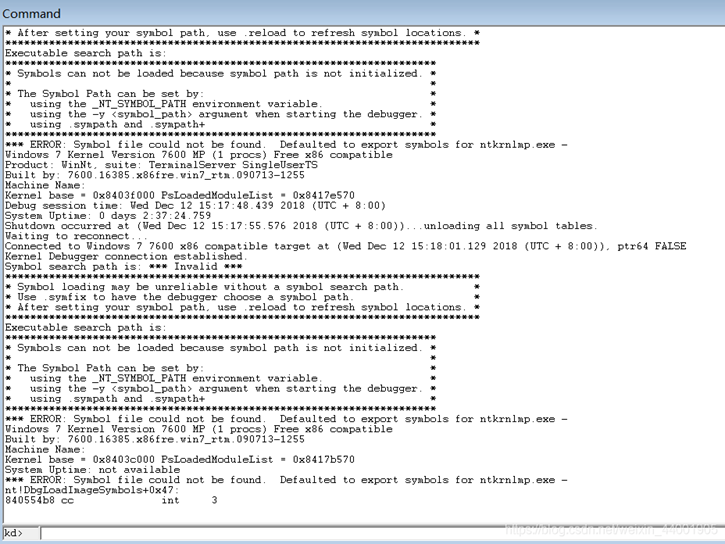 Command
* After setting your symbol path, use .reload to refresh symbol locations. *
****************************************************************************
Executable search path is:
*********************************************************************
* Symbols can not be loaded because symbol path is not initialized. *
*                                                                   *
* The Symbol Path can be set by:                                    *
*   using the _NT_SYMBOL_PATH environment variable.                 *
*   using the -y <symbol_path> argument when starting the debugger. *
*   using .sympath and .sympath+                                    *
*********************************************************************
*** ERROR: Symbol file could not be found.  Defaulted to export symbols for ntkrnlmp.exe -
Windows 7 Kernel Version 7600 MP (1 procs) Free x86 compatible
Product: WinNt, suite: TerminalServer SingleUserTS
Built by: 7600.16385.x86fre.win7_rtm.090713-1255
Machine Name:
Kernel base = 0x8403f000 PsLoadedModuleList = 0x8417e570
Debug session time: Wed Dec 12 15:17:48.439 2018 (UTC + 8:00)
System Uptime: 0 days 2:37:24.759
Shutdown occurred at (Wed Dec 12 15:17:55.576 2018 (UTC + 8:00))...unloading all symbol tables.
Waiting to reconnect...
Connected to Windows 7 7600 x86 compatible target at (Wed Dec 12 15:18:01.129 2018 (UTC + 8:00)), ptr64 FALSE
Kernel Debugger connection established.
Symbol search path is: *** Invalid ***
****************************************************************************
* Symbol loading may be unreliable without a symbol search path.           *
* Use .symfix to have the debugger choose a symbol path.                   *
* After setting your symbol path, use .reload to refresh symbol locations. *
****************************************************************************
Executable search path is:
*********************************************************************
* Symbols can not be loaded because symbol path is not initialized. *
*                                                                   *
* The Symbol Path can be set by:                                    *
*   using the _NT_SYMBOL_PATH environment variable.                 *
*   using the -y <symbol_path> argument when starting the debugger. *
*   using .sympath and .sympath+                                    *
*********************************************************************
*** ERROR: Symbol file could not be found.  Defaulted to export symbols for ntkrnlmp.exe -
Windows 7 Kernel Version 7600 MP (1 procs) Free x86 compatible
Built by: 7600.16385.x86fre.win7_rtm.090713-1255
Machine Name:
Kernel base = 0x8403c000 PsLoadedModuleList = 0x8417b570
System Uptime: not available
*** ERROR: Symbol file could not be found.  Defaulted to export symbols for ntkrnlmp.exe -
nt!DbgLoadImageSymbols+0x47:
840554b8 cc              int     3
kd>